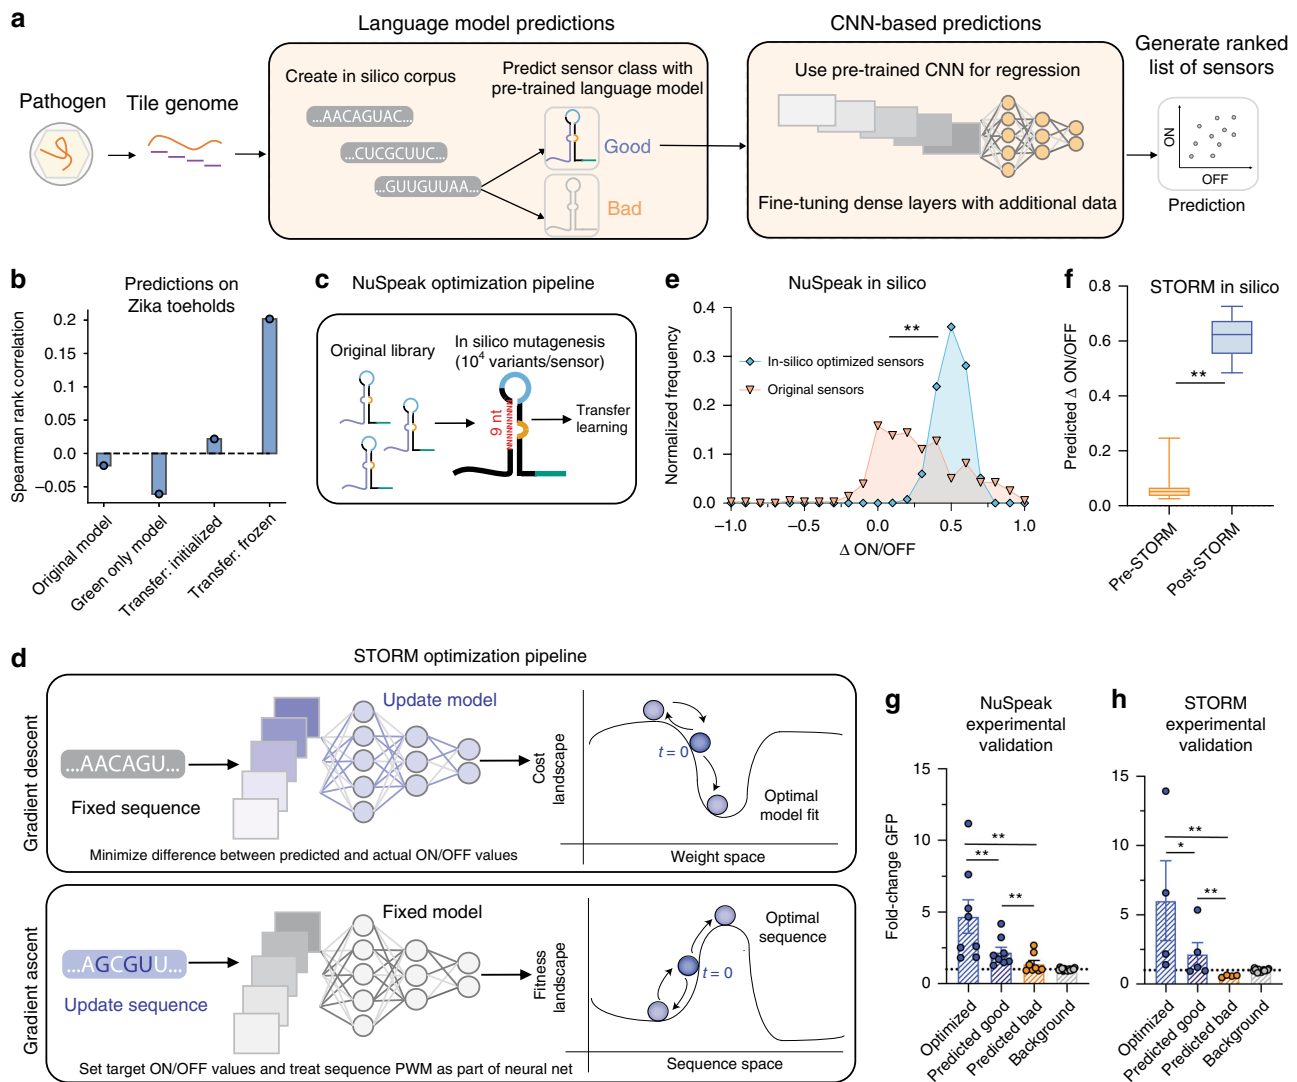 a
Language model predictions
CNN-based predictions
Generate ranked
list of sensors
Pathogen
Tile genome
Create in silico corpus
...AACAGUAC...
...CUCGCUUC...
...GUUGUUAA...
Predict sensor class with
pre-trained language model
Good
Bad
Use pre-trained CNN for regression
Fine-tuning dense layers with additional data
ON
OFF
Prediction
b
Predictions on
Zika toeholds
Spearman rank correlation
0.2
0.15
0.1
0.05
0.0
−0.05
Original model
Green only model
Transfer: initialized
Transfer: frozen
c
NuSpeak optimization pipeline
Original library
In silico mutagenesis
(10⁴ variants/sensor)
9 nt
NNNNNNNNN
Transfer
learning
e
NuSpeak in silico
Normalized frequency
0.4
0.3
0.2
0.1
0.0
**
In-silico optimized sensors
Original sensors
−1.0
−0.5
0.0
0.5
1.0
Δ ON/OFF
f
STORM in silico
Predicted Δ ON/OFF
0.8
0.6
0.4
0.2
0.0
**
Pre-STORM
Post-STORM
d
STORM optimization pipeline
Gradient descent
...AACAGU...
Fixed sequence
Update model
Minimize difference between predicted and actual ON/OFF values
Cost
landscape
t = 0
Optimal
model fit
Weight space
Gradient ascent
...AGCGUU...
Update sequence
Fixed model
Set target ON/OFF values and treat sequence PWM as part of neural net
Fitness
landscape
t = 0
Optimal
sequence
Sequence space
g
NuSpeak
experimental
validation
Fold-change GFP
15
10
5
0
**
**
**
Optimized
Predicted good
Predicted bad
Background
h
STORM
experimental
validation
15
10
5
0
**
*
**
Optimized
Predicted good
Predicted bad
Background